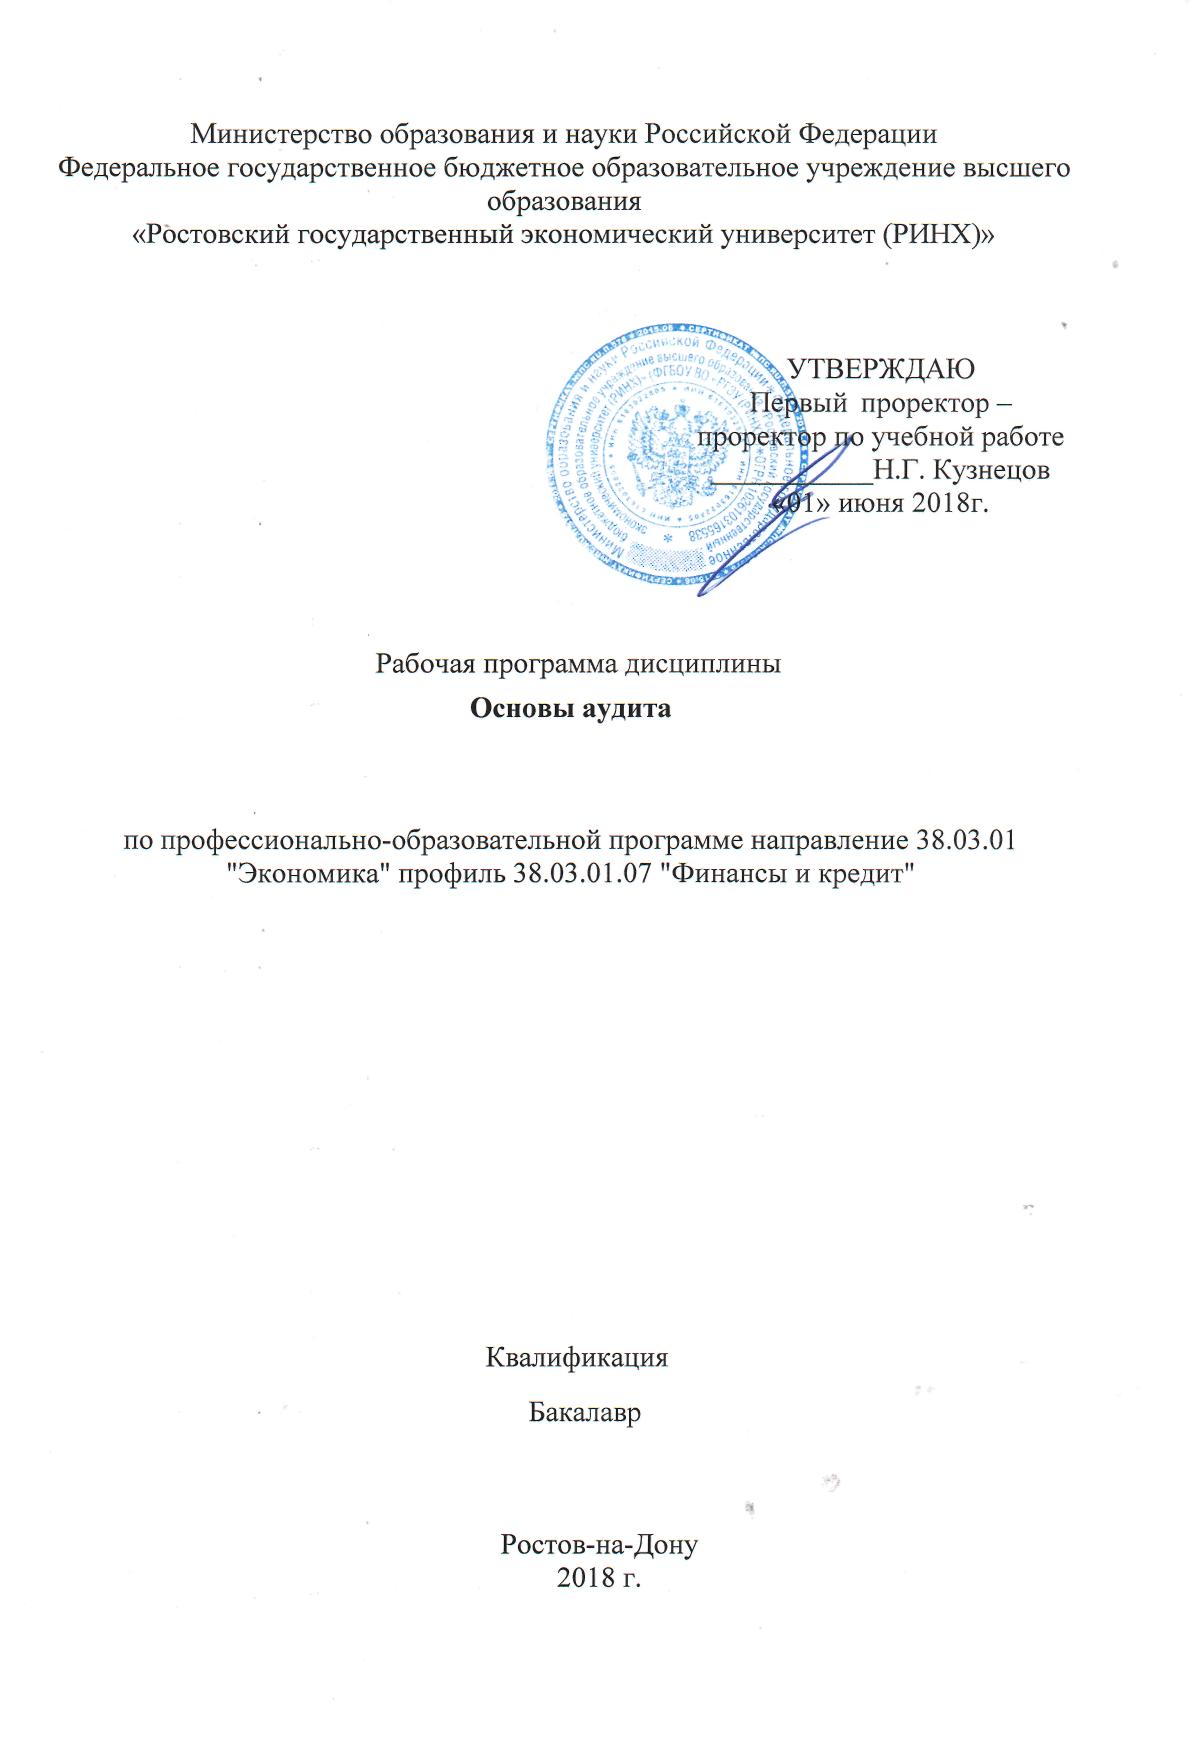 Министерство образования и науки Российской Федерации
Федеральное государственное бюджетное образовательное учреждение высшего
образования
«Ростовский государственный экономический университет (РИНХ)»
УТВЕРЖДАЮ
Первый проректор –
проректор по учебной работе
____________Н.Г. Кузнецов
«01» июня 2018г.
Рабочая программа дисциплины
Основы аудита
по профессионально-образовательной программе направление 38.03.01
"Экономика" профиль 38.03.01.07 "Финансы и кредит"
Квалификация
Бакалавр
Ростов-на-Дону
2018 г.